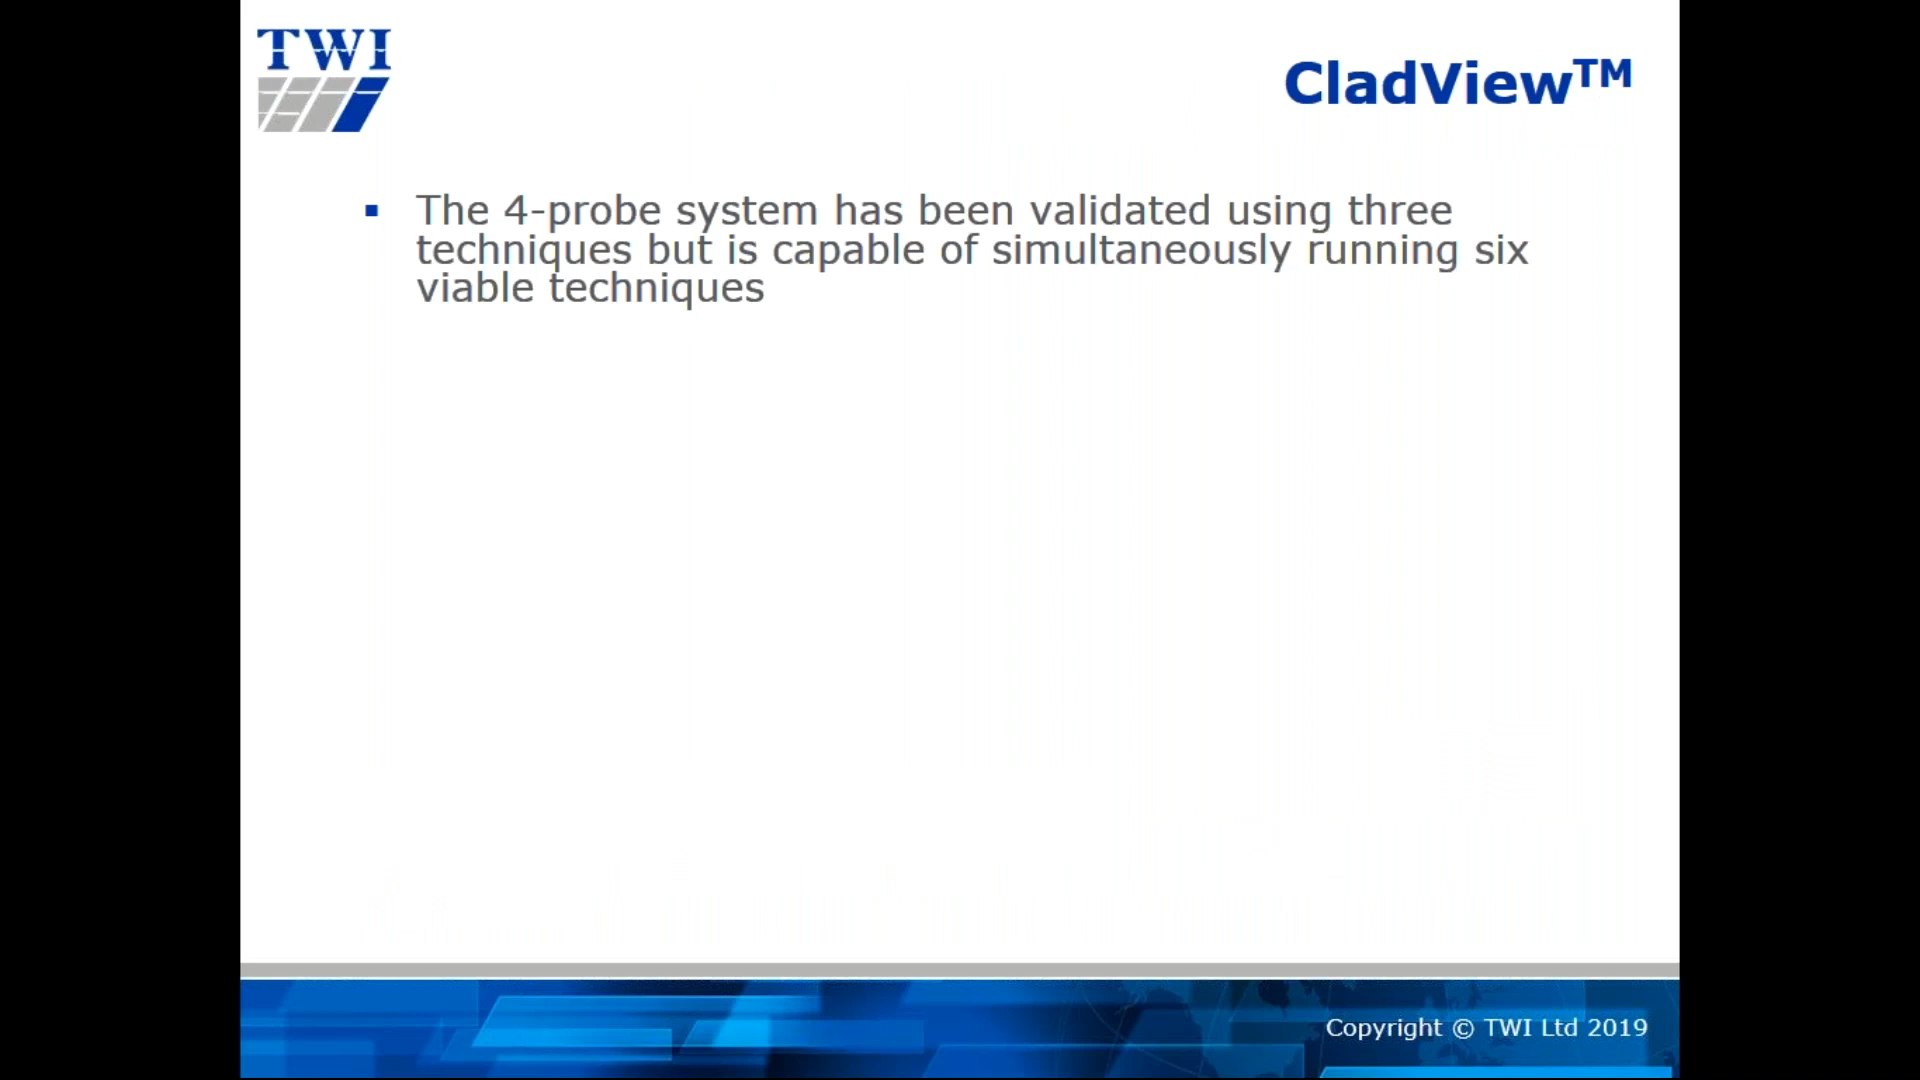 TWI
CladView™
▪ The 4-probe system has been validated using three
techniques but is capable of simultaneously running six
viable techniques
Copyright © TWI Ltd 2019